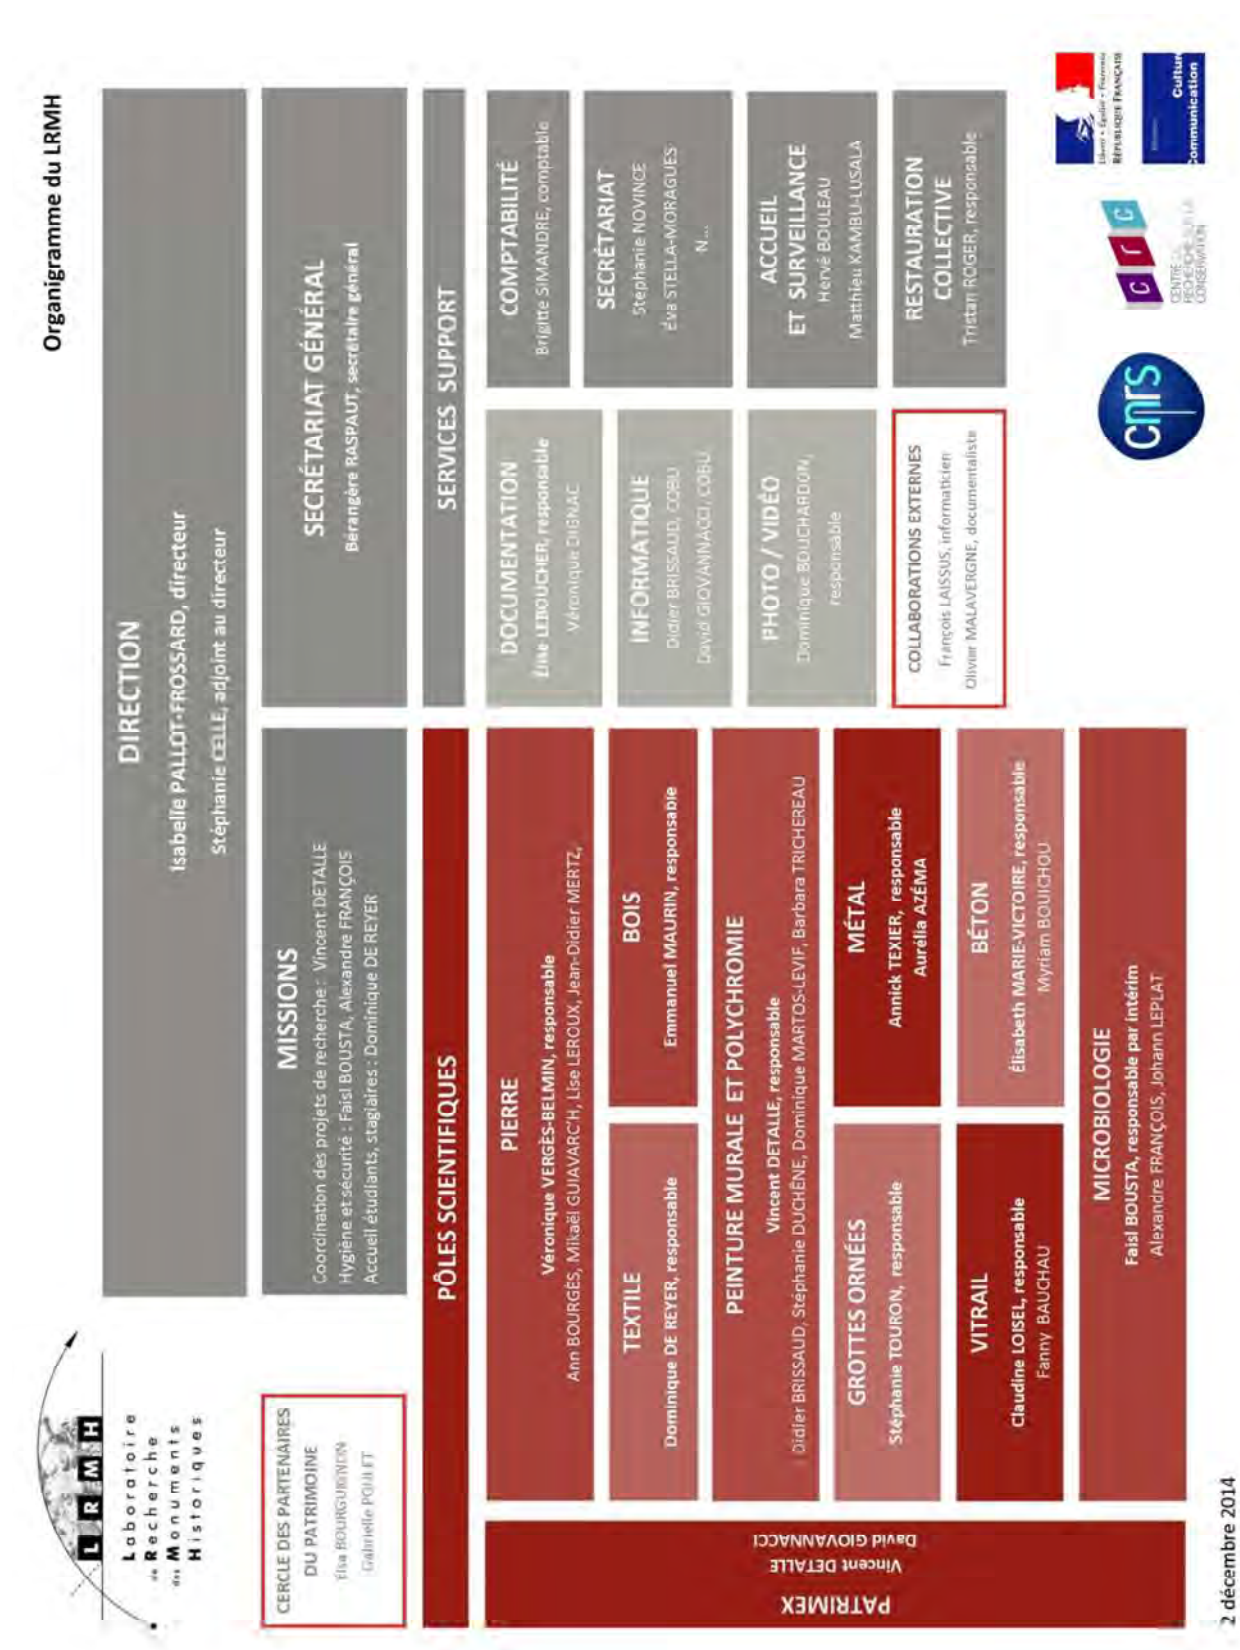 Organigramme du LRMH
L R M H
Laboratoire
de Recherche
des Monuments
Historiques
DIRECTION
Isabelle PALLOT-FROSSARD, directeur
Stéphanie CELLE, adjoint au directeur
CERCLE DES PARTENAIRES
DU PATRIMOINE
Elsa BOURGUIGNON
Gabrielle POULET
MISSIONS
Coordination des projets de recherche : Vincent DETALLE
Hygiène et sécurité : Faisl BOUSTA, Alexandre FRANÇOIS
Accueil étudiants, stagiaires : Dominique DE REYER
SECRÉTARIAT GÉNÉRAL
Bérangère RASPAUT, secrétaire général
PÔLES SCIENTIFIQUES
SERVICES SUPPORT
PATRIMEX
Vincent DETALLE
David GIOVANNACCI
PIERRE
Véronique VERGÈS-BELMIN, responsable
Ann BOURGÈS, Mikaël GUIAVARC'H, Lise LEROUX, Jean-Didier MERTZ,
TEXTILE
Dominique DE REYER, responsable
BOIS
Emmanuel MAURIN, responsable
PEINTURE MURALE ET POLYCHROMIE
Vincent DETALLE, responsable
Didier BRISSAUD, Stéphanie DUCHÊNE, Dominique MARTOS-LEVIF, Barbara TRICHEREAU
GROTTES ORNÉES
Stéphanie TOURON, responsable
MÉTAL
Annick TEXIER, responsable
Aurélia AZÉMA
VITRAIL
Claudine LOISEL, responsable
Fanny BAUCHAU
BÉTON
Élisabeth MARIE-VICTOIRE, responsable
Myriam BOUICHOU
MICROBIOLOGIE
Faisl BOUSTA, responsable par intérim
Alexandre FRANÇOIS, Johann LEPLAT
DOCUMENTATION
Élise LEBOUCHER, responsable
Véronique DIGNAC
INFORMATIQUE
Didier BRISSAUD, COBU
David GIOVANNACCI, COBU
PHOTO / VIDÉO
Dominique BOUCHARDON,
responsable
COLLABORATIONS EXTERNES
François LAISSUS, informaticien
Olivier MALAVERGNE, documentaliste
COMPTABILITÉ
Brigitte SIMANDRE, comptable
SECRÉTARIAT
Stéphanie NOVINCE
Éva STELLA-MORAGUES
N...
ACCUEIL
ET SURVEILLANCE
Hervé BOULEAU
Matthieu KAMBU-LUSALA
RESTAURATION
COLLECTIVE
Tristan ROGER, responsable
cnrs
crc
CENTRE DE
RECHERCHE SUR LA
CONSERVATION
Liberté • Égalité • Fraternité
RÉPUBLIQUE FRANÇAISE
Cultur
ommunication
2 décembre 2014